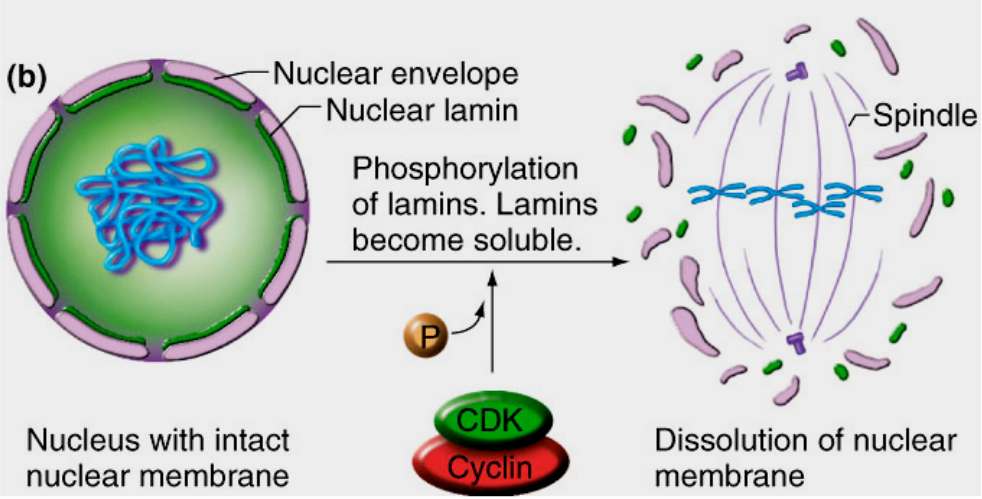 (b)
Nuclear envelope
Nuclear lamin
Phosphorylation
of lamins. Lamins
become soluble.
Spindle
P
CDK
Cyclin
Nucleus with intact
nuclear membrane
Dissolution of nuclear
membrane